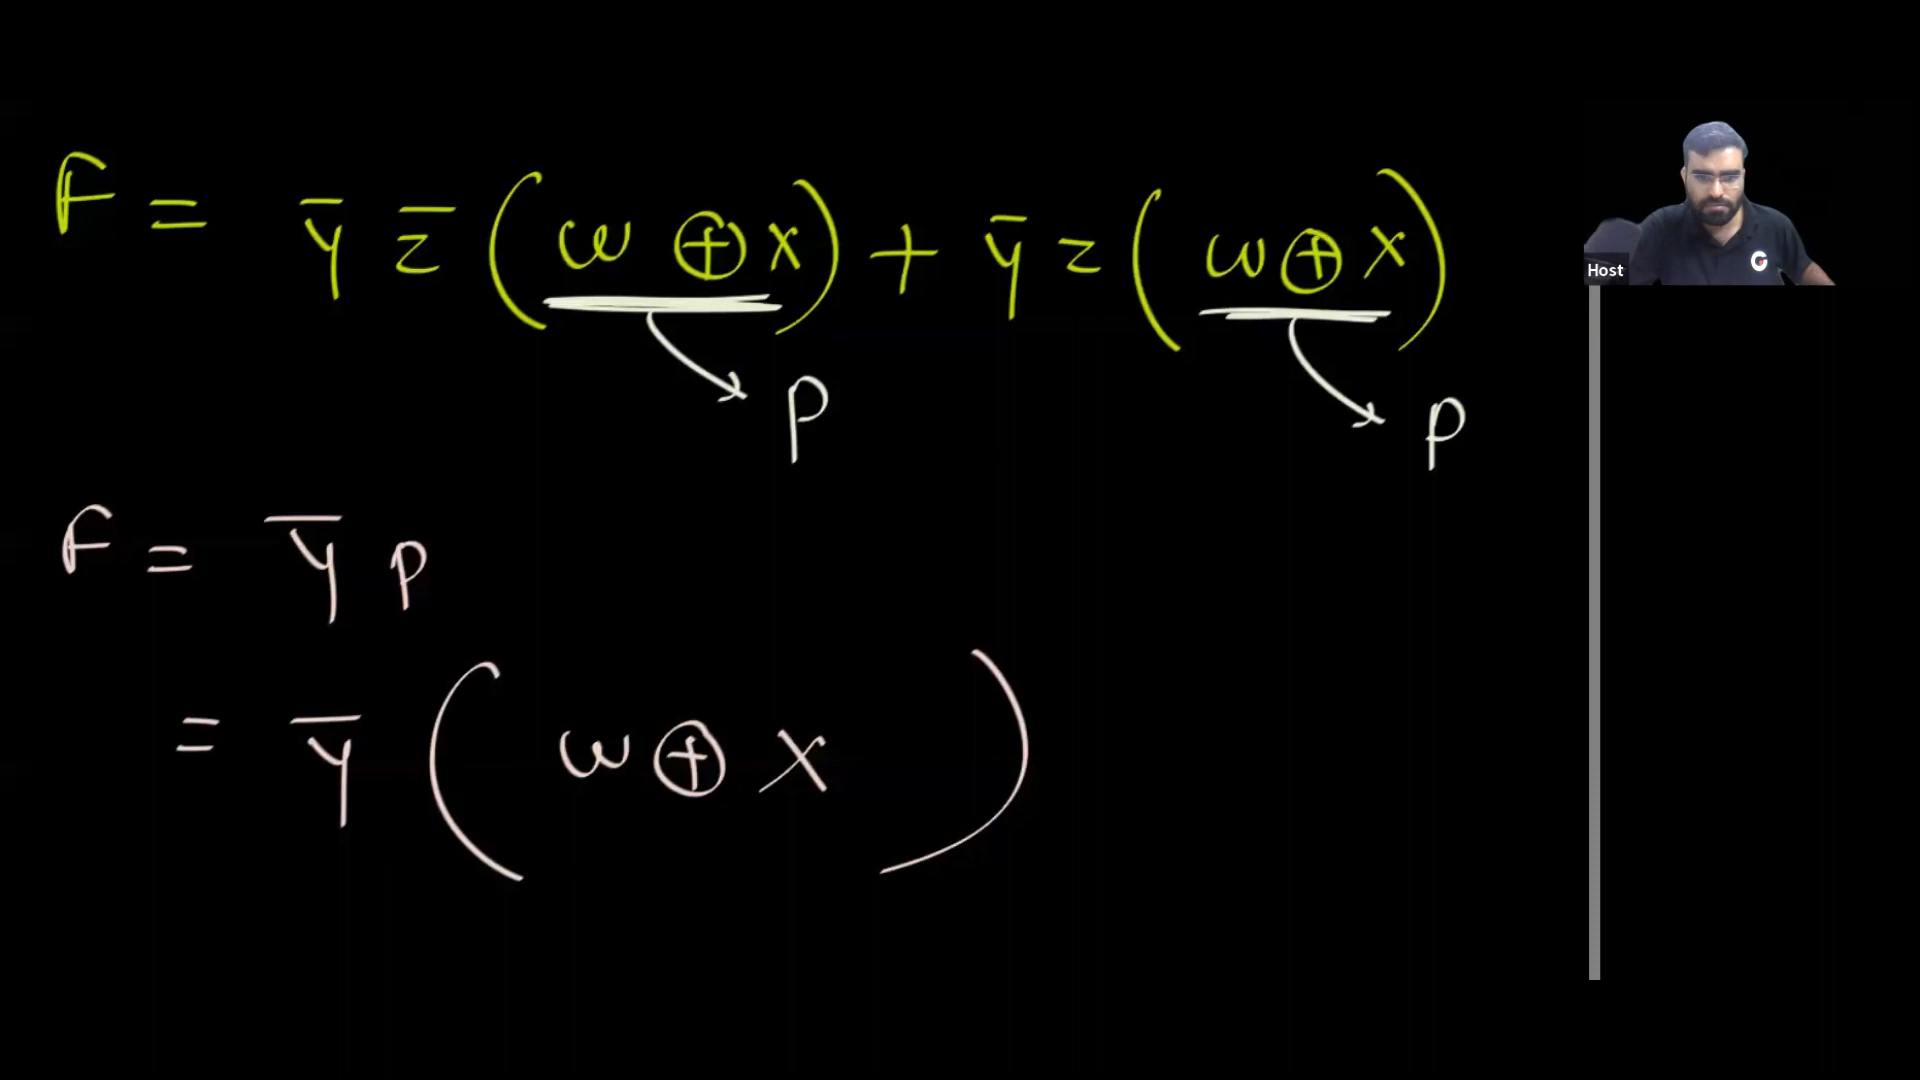 F = ȳ z̄ (w ⊕ x) + ȳ z (w ⊕ x)
Host
p p
F = ȳ p
= ȳ (w ⊕ x)